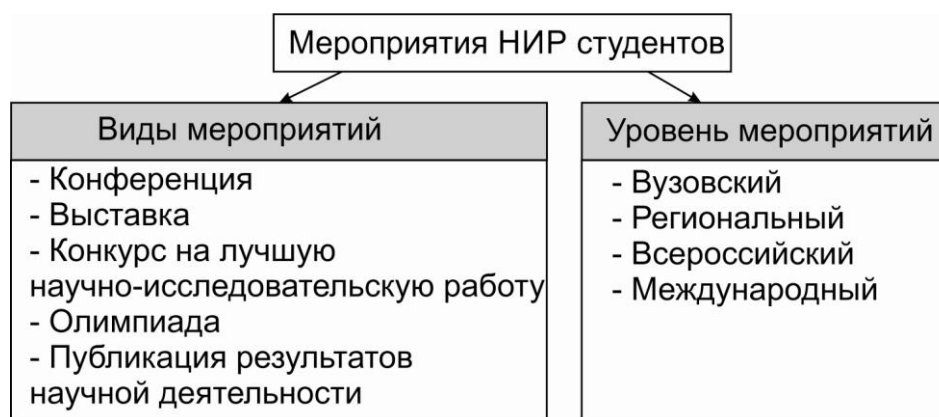 Мероприятия НИР студентов
Виды мероприятий
- Конференция
- Выставка
- Конкурс на лучшую
научно-исследовательскую работу
- Олимпиада
- Публикация результатов
научной деятельности
Уровень мероприятий
- Вузовский
- Региональный
- Всероссийский
- Международный